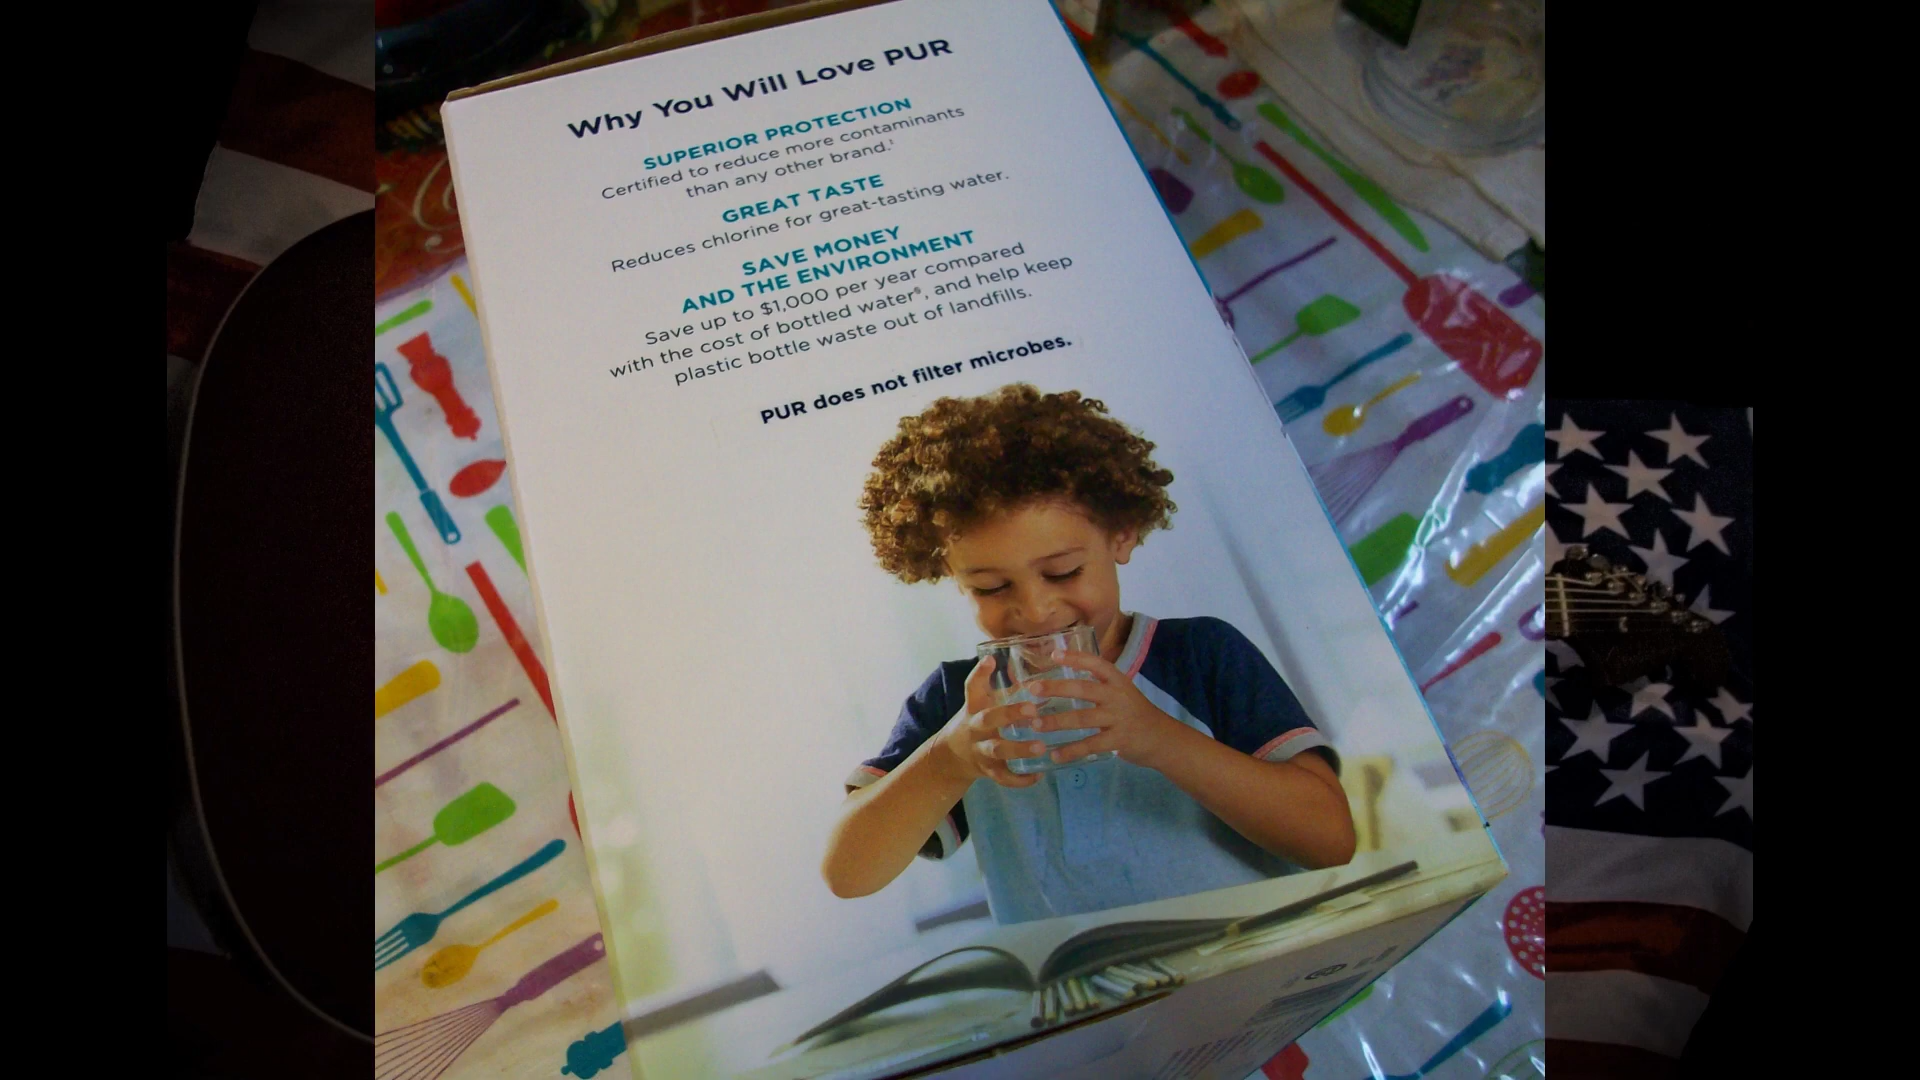 Why You Will Love PUR
SUPERIOR PROTECTION
Certified to reduce more contaminants
than any other brand.¹
GREAT TASTE
Reduces chlorine for great-tasting water.
SAVE MONEY
AND THE ENVIRONMENT
Save up to $1,000 per year compared
with the cost of bottled water⁶, and help keep
plastic bottle waste out of landfills.
PUR does not filter microbes.